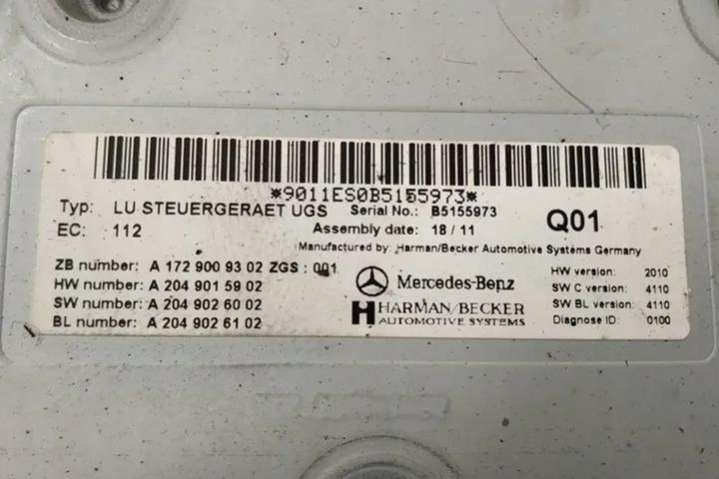 *9011ES0B5155973*
Typ: LU STEUERGERAET UGS Serial No.: B5155973 Q01
EC: 112 Assembly date: 18 / 11
Manufactured by: Harman/Becker Automotive Systems Germany
ZB number: A 172 900 93 02 ZGS : 001
HW number: A 204 901 59 02
SW number: A 204 902 60 02
BL number: A 204 902 61 02
Mercedes-Benz
HARMAN/BECKER
AUTOMOTIVE SYSTEMS
HW version: 2010
SW C version: 4110
SW BL version: 4110
Diagnose ID: 0100